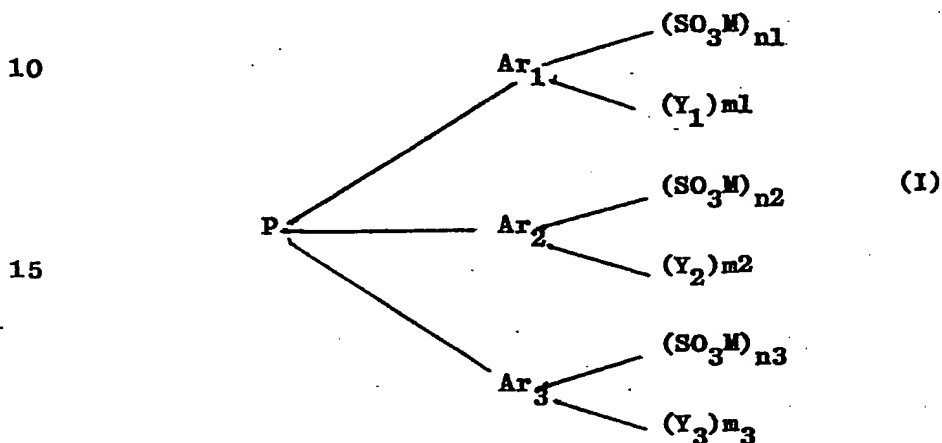 (SO₃M)n1
10 Ar₁
(Y₁)m1
(SO₃M)n2 (I)
P Ar₂
15 (Y₂)m2
(SO₃M)n3
Ar₃
(Y₃)m₃